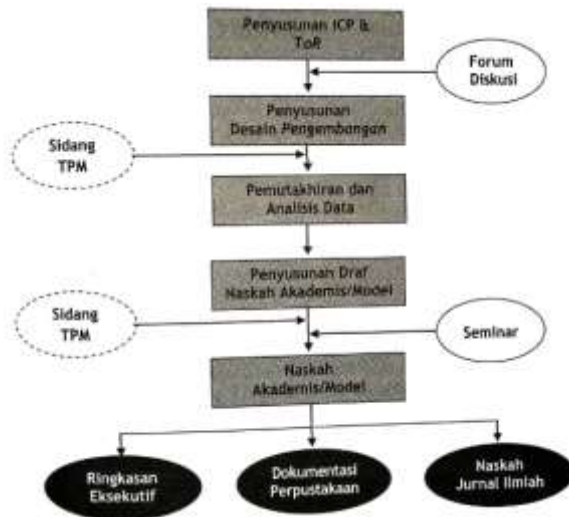 Penyusunan ICP &
ToR
Forum
Diskusi
Penyusunan
Desain Pengembangan
Sidang
TPM
Pemutakhiran dan
Analisis Data
Penyusunan Draf
Naskah Akademis/Model
Sidang
TPM
Seminar
Naskah
Akademis/Model
Ringkasan
Eksekutif
Dokumentasi
Perpustakaan
Naskah
Jurnal Ilmiah